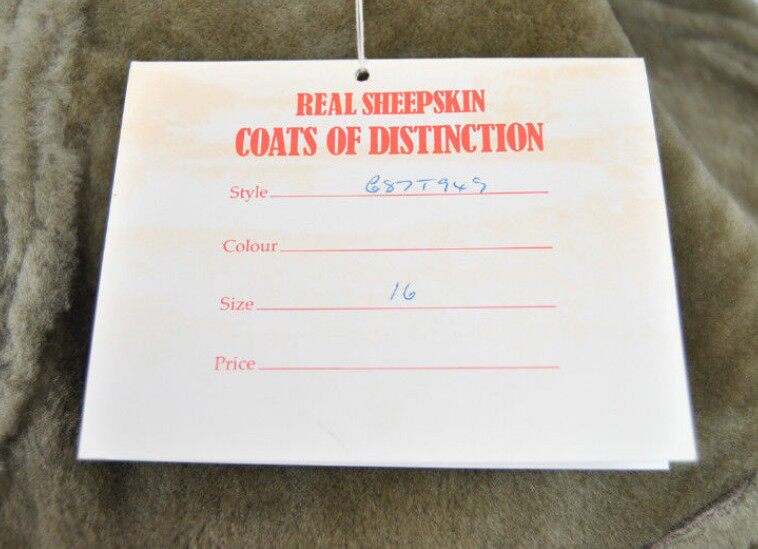 REAL SHEEPSKIN
COATS OF DISTINCTION
Style 687T949
Colour
Size 16
Price